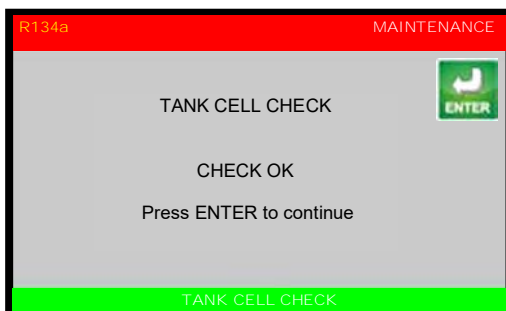 R134a MAINTENANCE
ENTER
TANK CELL CHECK
CHECK OK
Press ENTER to continue
TANK CELL CHECK